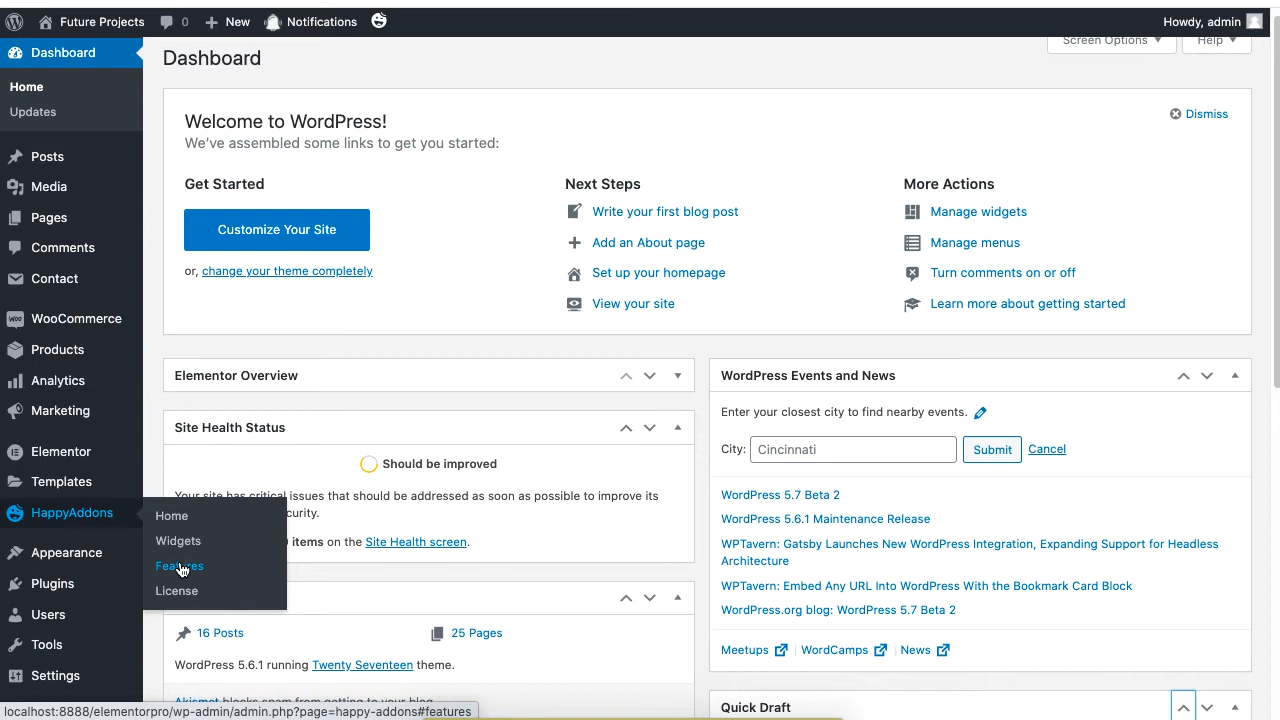 Future Projects
0
New
Notifications
Howdy, admin
Dashboard
Home
Updates
Posts
Media
Pages
Comments
Contact
WooCommerce
Products
Analytics
Marketing
Elementor
Templates
HappyAddons
Appearance
Plugins
Users
Tools
Settings
Home
Widgets
Features
License
Dashboard
Screen Options
Help
Welcome to WordPress!
We've assembled some links to get you started:
Dismiss
Get Started
Customize Your Site
or, change your theme completely
Next Steps
Write your first blog post
Add an About page
Set up your homepage
View your site
More Actions
Manage widgets
Manage menus
Turn comments on or off
Learn more about getting started
Elementor Overview
Site Health Status
Should be improved
Your site has critical issues that should be addressed as soon as possible to improve its
items on the Site Health screen.
16 Posts
25 Pages
WordPress 5.6.1 running Twenty Seventeen theme.
Akismet blocks spam from getting to your blog
WordPress Events and News
Enter your closest city to find nearby events.
City: Cincinnati Submit Cancel
WordPress 5.7 Beta 2
WordPress 5.6.1 Maintenance Release
WPTavern: Gatsby Launches New WordPress Integration, Expanding Support for Headless
Architecture
WPTavern: Embed Any URL Into WordPress With the Bookmark Card Block
WordPress.org blog: WordPress 5.7 Beta 2
Meetups | WordCamps | News
Quick Draft
localhost:8888/elementorpro/wp-admin/admin.php?page=happy-addons#features